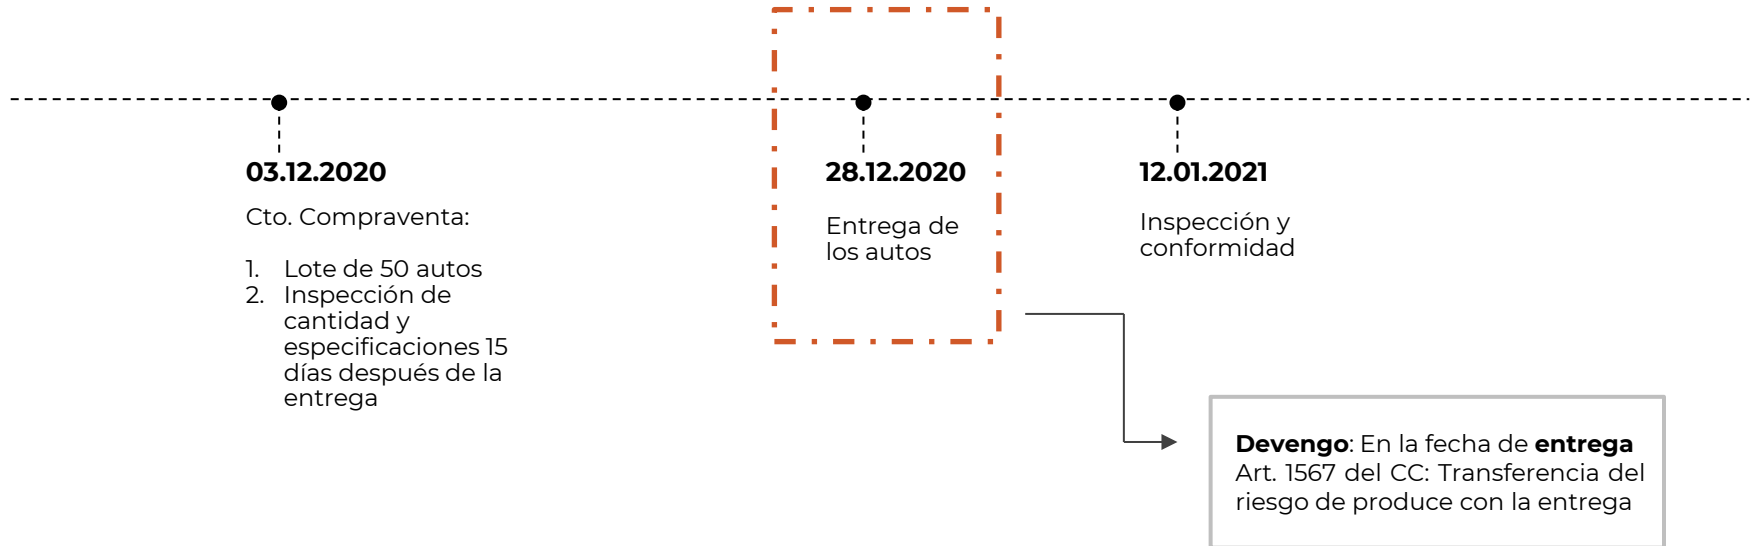 03.12.2020
Cto. Compraventa:
1. Lote de 50 autos
2. Inspección de
cantidad y
especificaciones 15
días después de la
entrega
28.12.2020
Entrega de
los autos
12.01.2021
Inspección y
conformidad
Devengo: En la fecha de entrega
Art. 1567 del CC: Transferencia del
riesgo de produce con la entrega